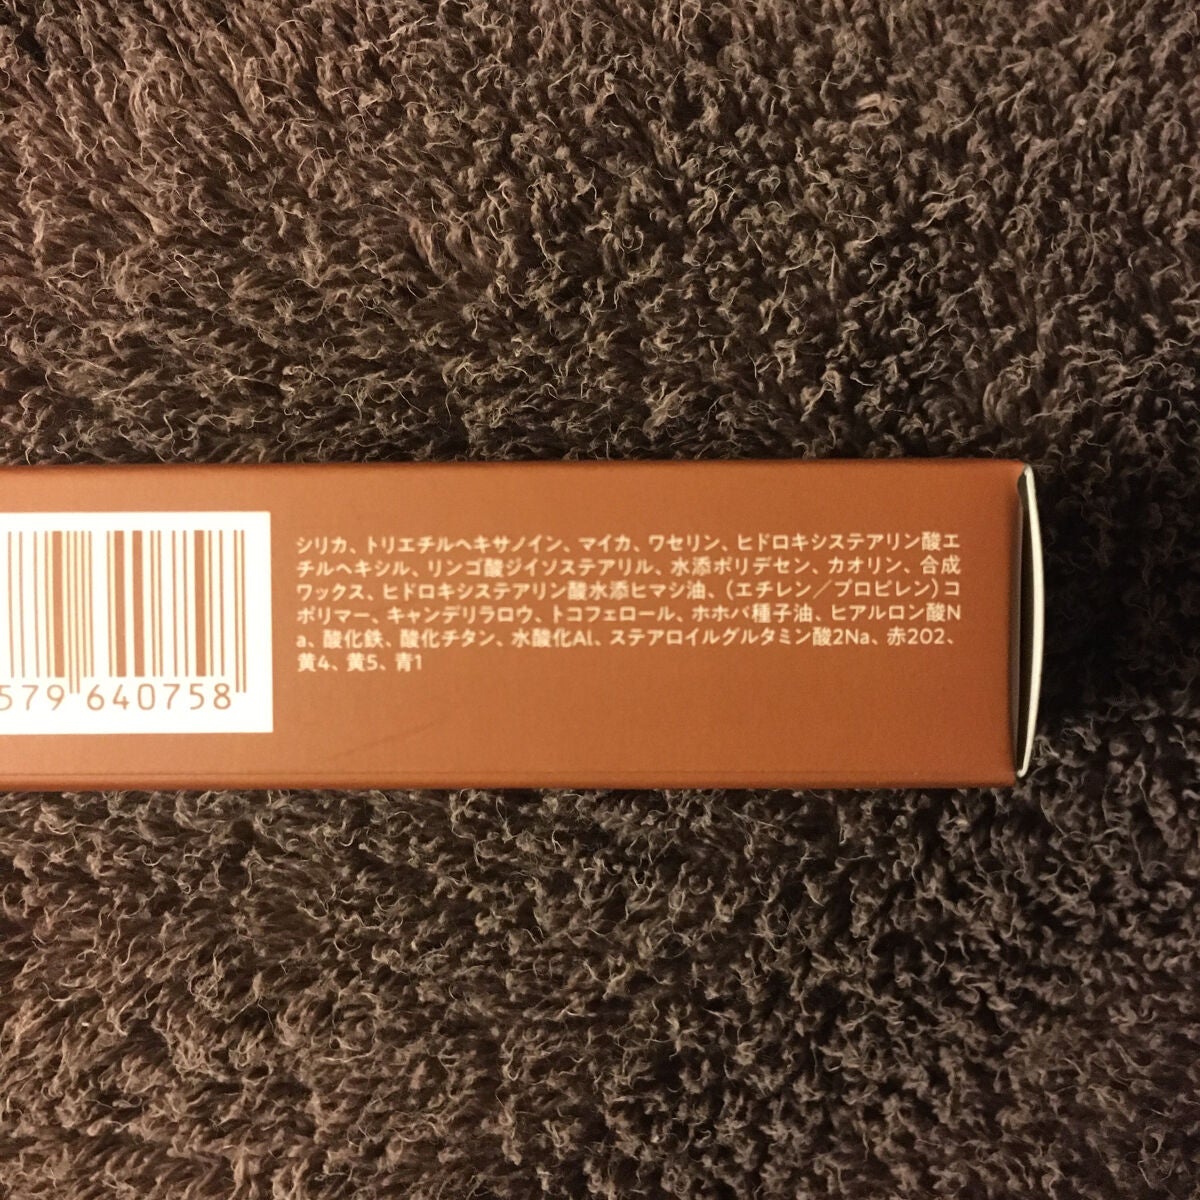 シリカ、トリエチルヘキサノイン、マイカ、ワセリン、ヒドロキシステアリン酸エ
チルヘキシル、リンゴ酸ジイソステアリル、水添ポリデセン、カオリン、合成
ワックス、ヒドロキシステアリン酸水添ヒマシ油、(エチレン／プロピレン)コ
ポリマー、キャンデリラロウ、トコフェロール、ホホバ種子油、ヒアルロン酸N
a、酸化鉄、酸化チタン、水酸化Al、ステアロイルグルタミン酸2Na、赤202、
黄4、黄5、青1
579 640758